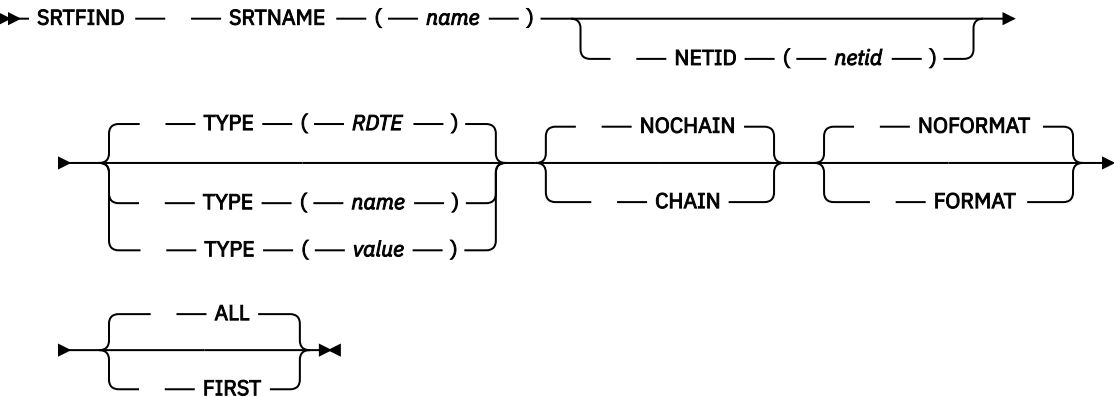 SRTFIND SRTNAME ( name )
NETID ( netid )
TYPE ( RDTE ) NOCHAIN NOFORMAT
TYPE ( name ) CHAIN FORMAT
TYPE ( value )
ALL
FIRST